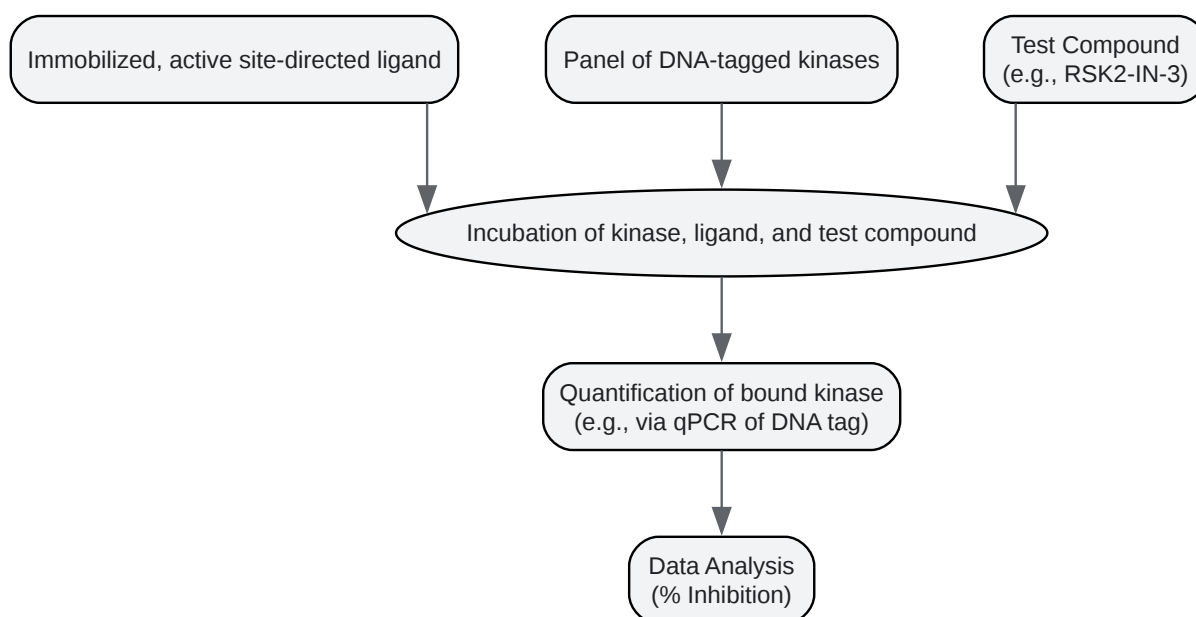 Immobilized, active site-directed ligand
Panel of DNA-tagged kinases
Test Compound
(e.g., RSK2-IN-3)
Incubation of kinase, ligand, and test compound
Quantification of bound kinase
(e.g., via qPCR of DNA tag)
Data Analysis
(% Inhibition)